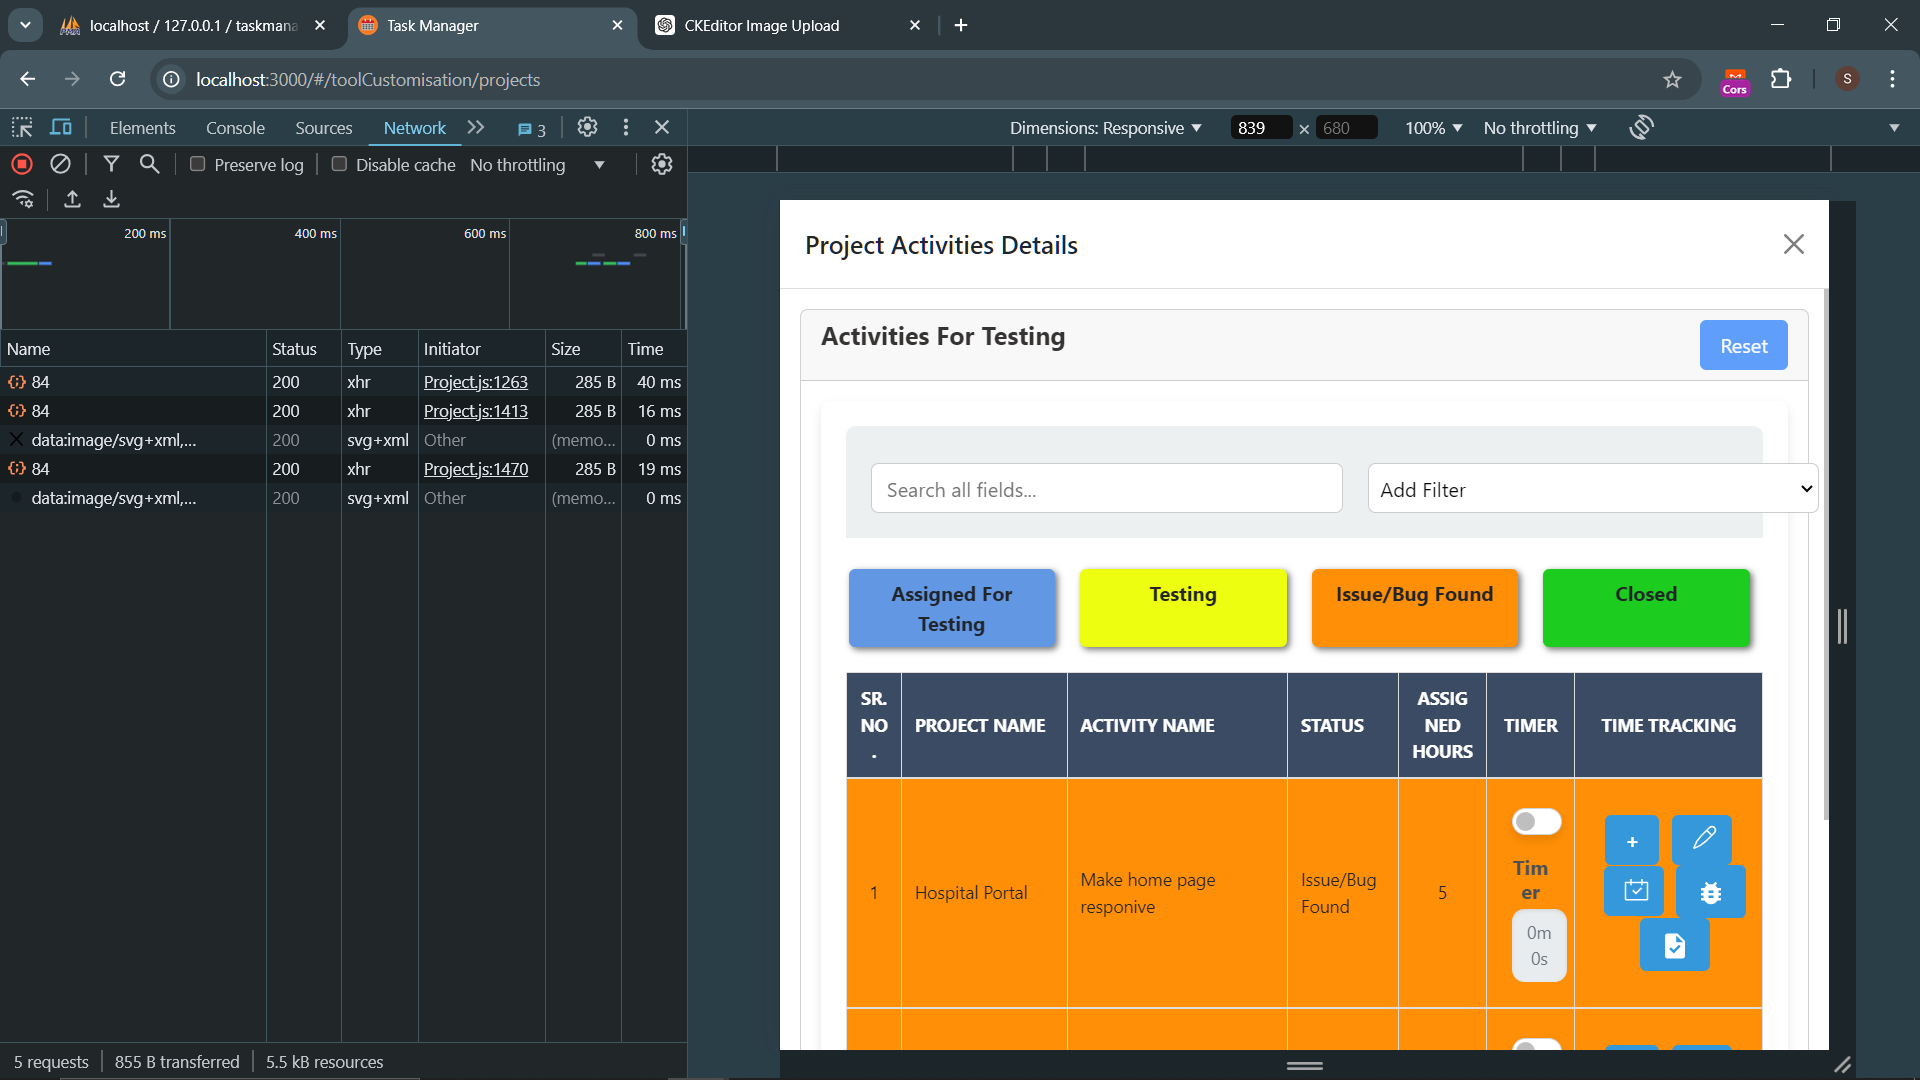 localhost / 127.0.0.1 / taskmana
Task Manager
CKEditor Image Upload
localhost:3000/#/toolCustomisation/projects
Cors
S
Elements
Console
Sources
Network
3
Dimensions: Responsive
839 × 680
100%
No throttling
Preserve log
Disable cache
No throttling
200 ms
400 ms
600 ms
800 ms
Name Status Type Initiator Size Time
84 200 xhr Project.js:1263 285 B 40 ms
84 200 xhr Project.js:1413 285 B 16 ms
data:image/svg+xml,... 200 svg+xml Other (memo... 0 ms
84 200 xhr Project.js:1470 285 B 19 ms
data:image/svg+xml,... 200 svg+xml Other (memo... 0 ms
5 requests
855 B transferred
5.5 kB resources
Project Activities Details
Activities For Testing
Reset
Search all fields...
Add Filter
Assigned For
Testing
Testing
Issue/Bug Found
Closed
SR.
NO
.
PROJECT NAME
ACTIVITY NAME
STATUS
ASSIG
NED
HOURS
TIMER
TIME TRACKING
1
Hospital Portal
Make home page
responive
Issue/Bug
Found
5
Tim
er
0m
0s
+